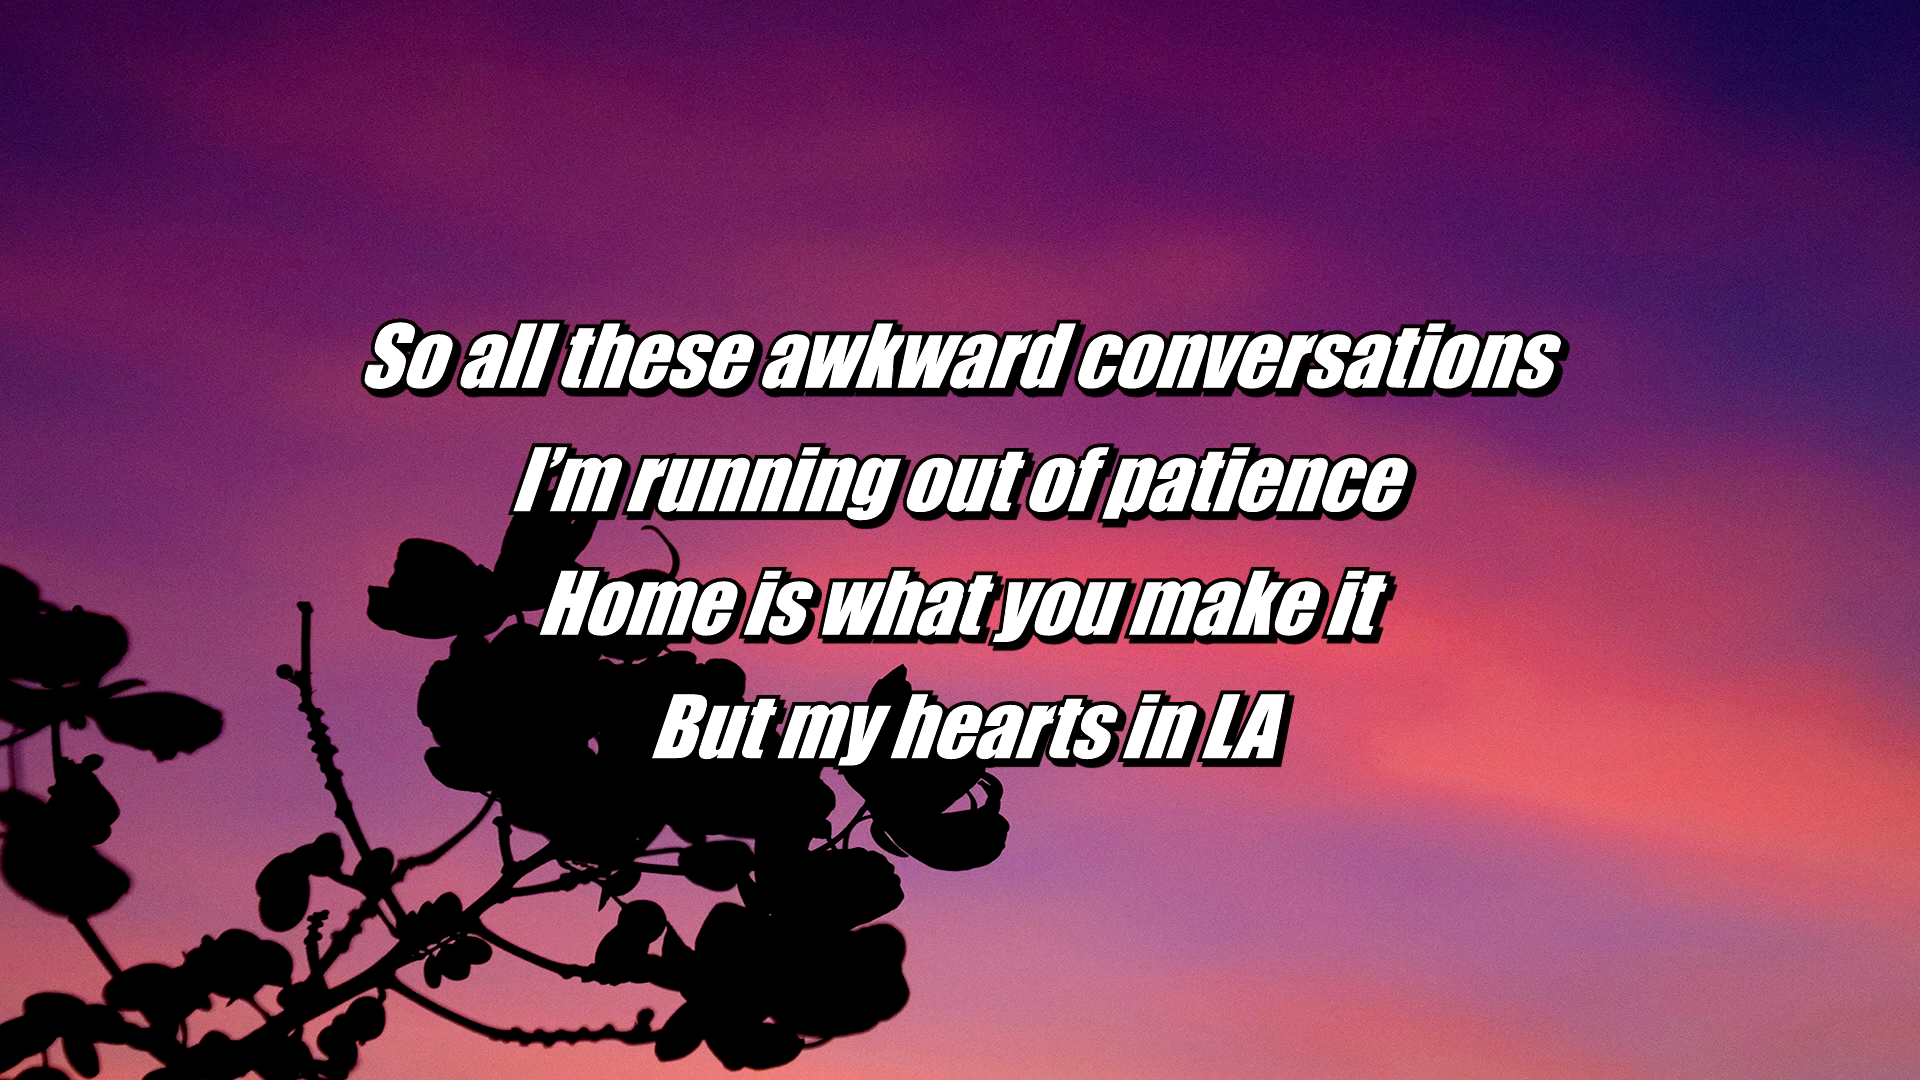 So all these awkward conversations
I’m running out of patience
Home is what you make it
But my hearts in LA